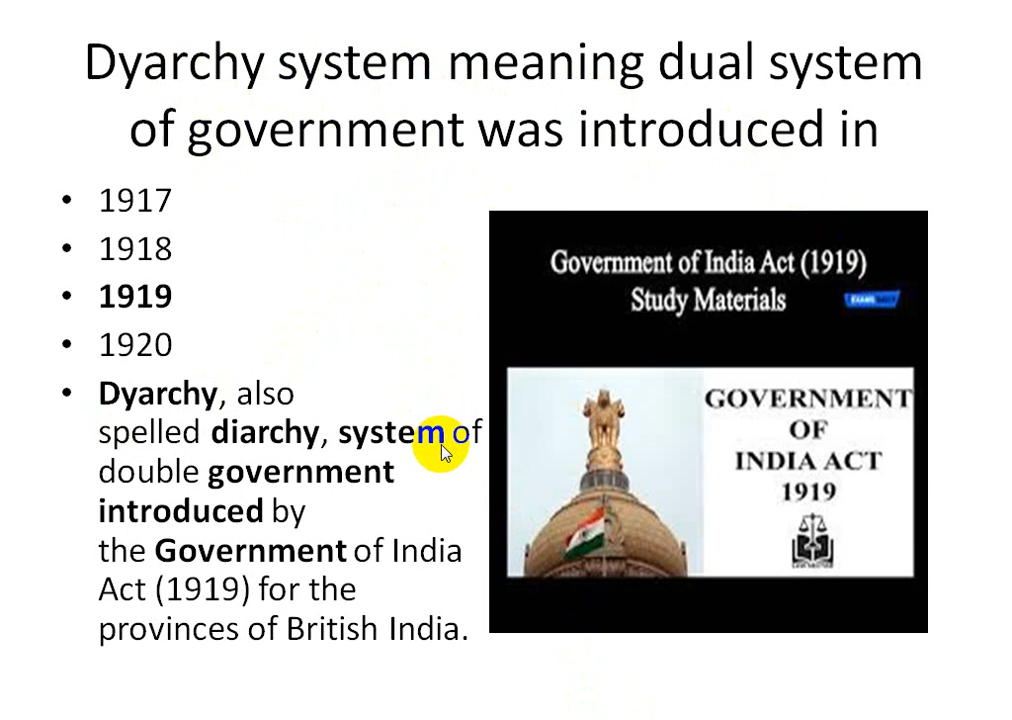 Dyarchy system meaning dual system
of government was introduced in
• 1917
• 1918
• 1919
• 1920
• Dyarchy, also
spelled diarchy, system of
double government
introduced by
the Government of India
Act (1919) for the
provinces of British India.
Government of India Act (1919)
Study Materials
GOVERNMENT
OF
INDIA ACT
1919